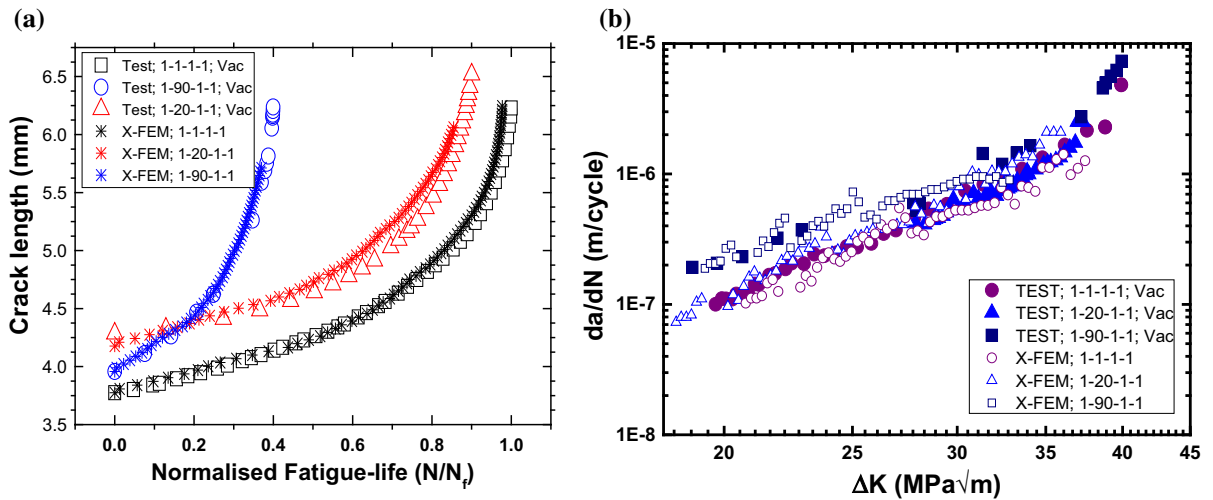 (a)
Crack length (mm)
6.5
6.0
5.5
5.0
4.5
4.0
3.5
Test; 1-1-1-1; Vac
Test; 1-90-1-1; Vac
Test; 1-20-1-1; Vac
X-FEM; 1-1-1-1
X-FEM; 1-20-1-1
X-FEM; 1-90-1-1
0.0 0.2 0.4 0.6 0.8 1.0
Normalised Fatigue-life (N/Nf)
(b)
da/dN (m/cycle)
1E-5
1E-6
1E-7
1E-8
TEST; 1-1-1-1; Vac
TEST; 1-20-1-1; Vac
TEST; 1-90-1-1; Vac
X-FEM; 1-1-1-1
X-FEM; 1-20-1-1
X-FEM; 1-90-1-1
20 25 30 35 40 45
ΔK (MPa√m)